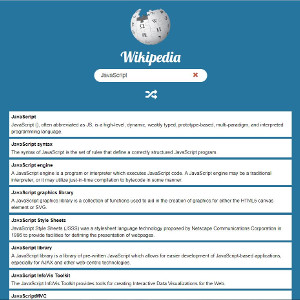 Wikipedia
JavaScript
JavaScript
JavaScript (), often abbreviated as JS, is a high-level, dynamic, weakly typed, prototype-based, multi-paradigm, and interpreted
programming language.
JavaScript syntax
The syntax of JavaScript is the set of rules that define a correctly structured JavaScript program.
JavaScript engine
A JavaScript engine is a program or interpreter which executes JavaScript code. A JavaScript engine may be a traditional
interpreter, or it may utilize just-in-time compilation to bytecode in some manner.
JavaScript graphics library
A JavaScript graphics library is a collection of functions used to aid in the creation of graphics for either the HTML5 canvas
element or SVG.
JavaScript Style Sheets
JavaScript Style Sheets (JSSS) was a stylesheet language technology proposed by Netscape Communications Corporation in
1996 to provide facilities for defining the presentation of webpages.
JavaScript library
A JavaScript library is a library of pre-written JavaScript which allows for easier development of JavaScript-based applications,
especially for AJAX and other web-centric technologies.
JavaScript InfoVis Toolkit
The JavaScript InfoVis Toolkit provides tools for creating Interactive Data Visualizations for the Web.
JavaScriptMVC